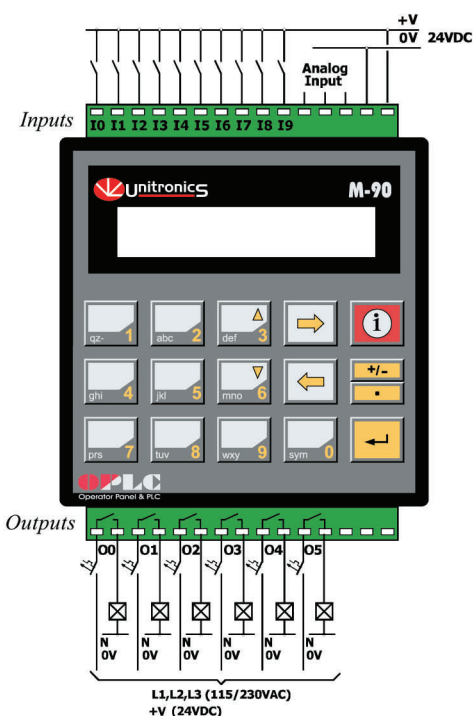 +V
0V 24VDC
Analog
Input
Inputs
I0 I1 I2 I3 I4 I5 I6 I7 I8 I9
Unitronics
M-90
qz- 1 abc 2 def 3 i
ghi 4 jkl 5 mno 6 +/-
.
prs 7 tuv 8 wxy 9 sym 0
OPLC
Operator Panel & PLC
Outputs
O0 O1 O2 O3 O4 O5
N N N N N N
0V 0V 0V 0V 0V 0V
L1,L2,L3 (115/230VAC)
+V (24VDC)